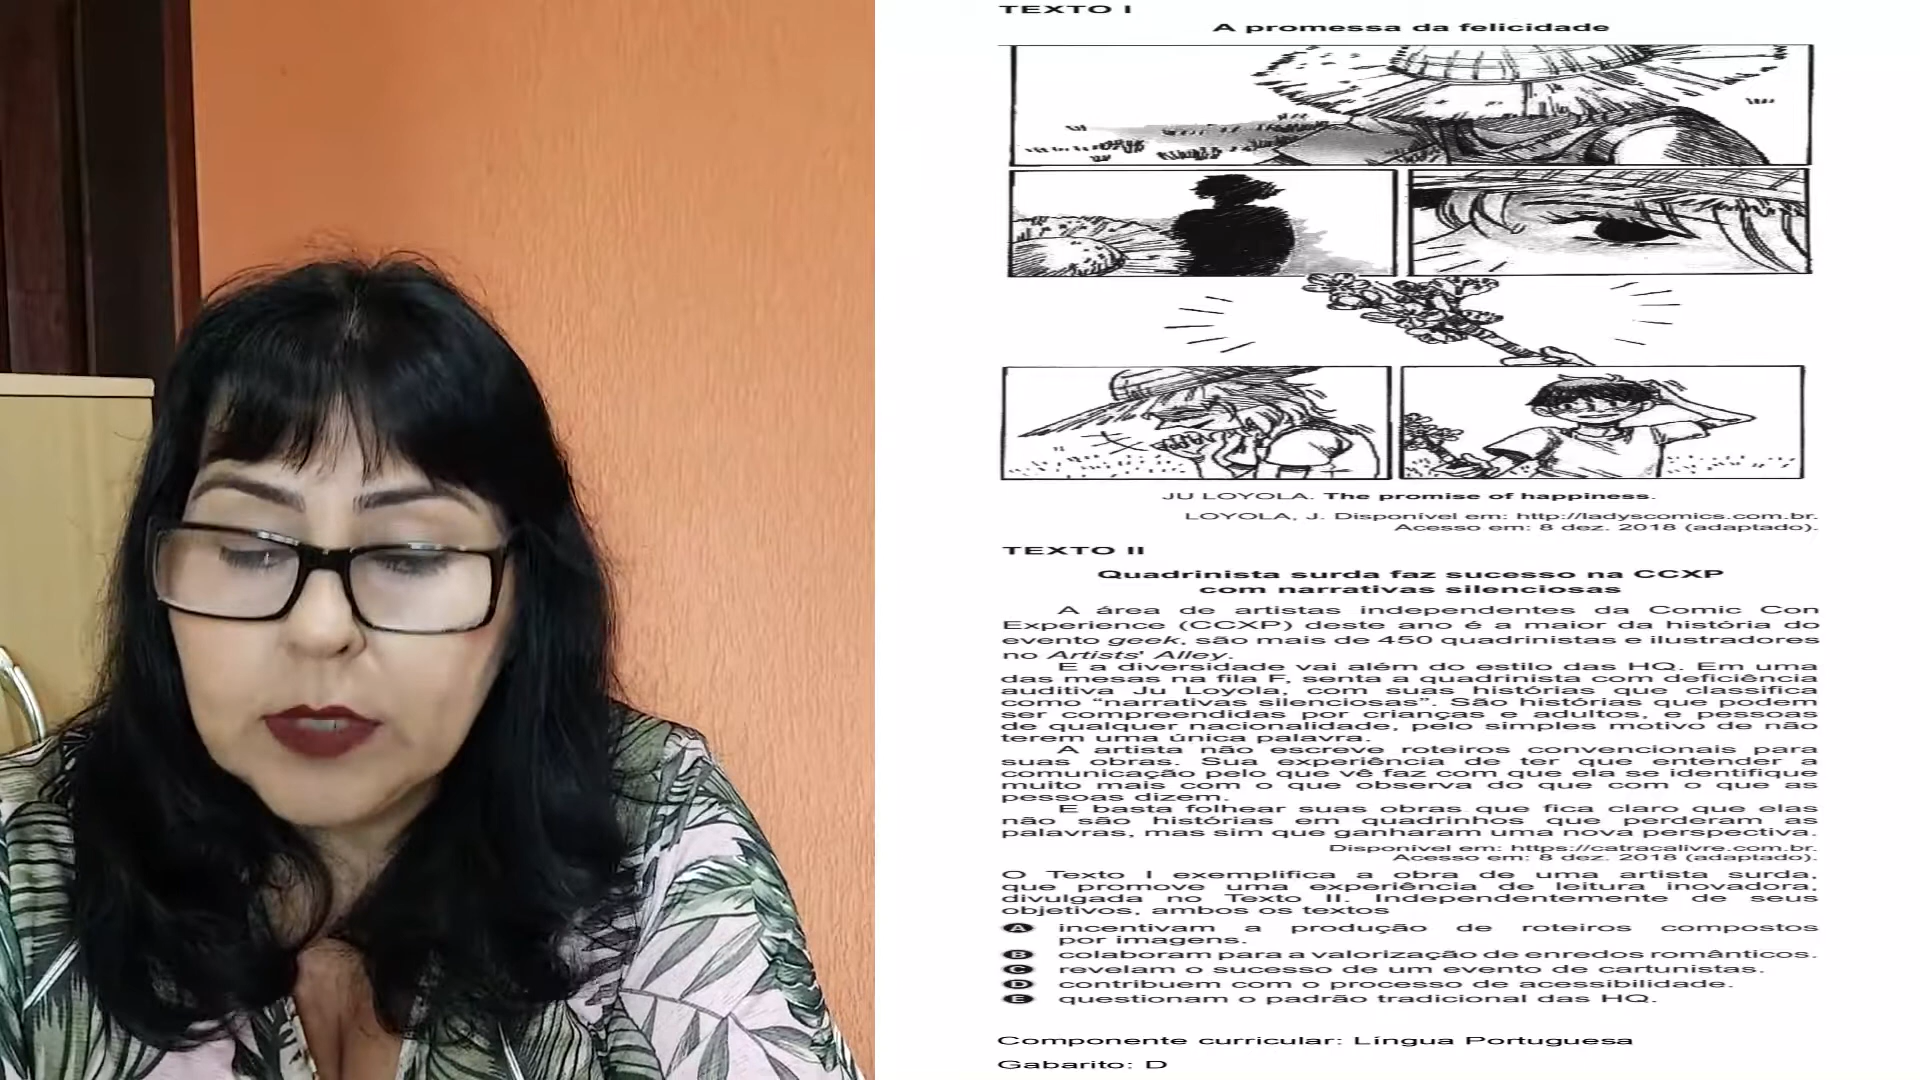 TEXTO I
A promessa da felicidade
JU LOYOLA. The promise of happiness.
LOYOLA, J. Disponível em: http://ladyscomics.com.br.
Acesso em: 8 dez. 2018 (adaptado).
TEXTO II
Quadrinista surda faz sucesso na CCXP
com narrativas silenciosas
A área de artistas independentes da Comic Con
Experience (CCXP) deste ano é a maior da história do
evento geek, são mais de 450 quadrinistas e ilustradores
no Artists' Alley.
E a diversidade vai além do estilo das HQ. Em uma
das mesas na fila F, senta a quadrinista com deficiência
auditiva Ju Loyola, com suas histórias que classifica
como “narrativas silenciosas”. São histórias que podem
ser compreendidas por crianças e adultos, e pessoas
de qualquer nacionalidade, pelo simples motivo de não
terem uma única palavra.
A artista não escreve roteiros convencionais para
suas obras. Sua experiência de ter que entender a
comunicação pelo que vê faz com que ela se identifique
muito mais com o que observa do que com o que as
pessoas dizem.
E basta folhear suas obras que fica claro que elas
não são histórias em quadrinhos que perderam as
palavras, mas sim que ganharam uma nova perspectiva.
Disponível em: https://catracalivre.com.br.
Acesso em: 8 dez. 2018 (adaptado).
O Texto I exemplifica a obra de uma artista surda,
que promove uma experiência de leitura inovadora,
divulgada no Texto II. Independentemente de seus
objetivos, ambos os textos
A incentivam a produção de roteiros compostos
por imagens.
B colaboram para a valorização de enredos românticos.
C revelam o sucesso de um evento de cartunistas.
D contribuem com o processo de acessibilidade.
E questionam o padrão tradicional das HQ.
Componente curricular: Língua Portuguesa
Gabarito: D